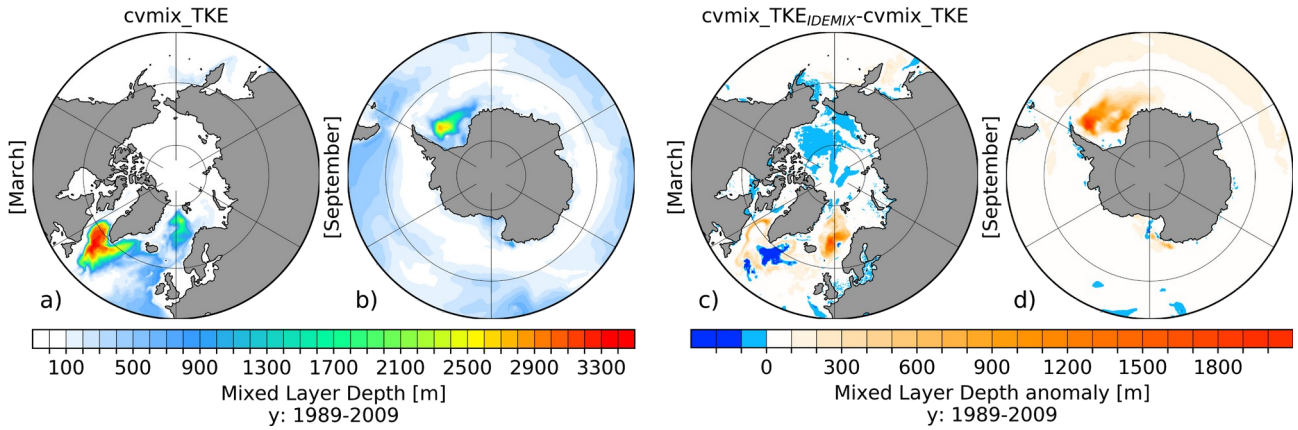 cvmix_TKE
cvmix_TKE_IDEMIX-cvmix_TKE
[March]
[September]
[March]
[September]
a)
b)
c)
d)
100 500 900 1300 1700 2100 2500 2900 3300
0 300 600 900 1200 1500 1800
Mixed Layer Depth [m]
y: 1989-2009
Mixed Layer Depth anomaly [m]
y: 1989-2009